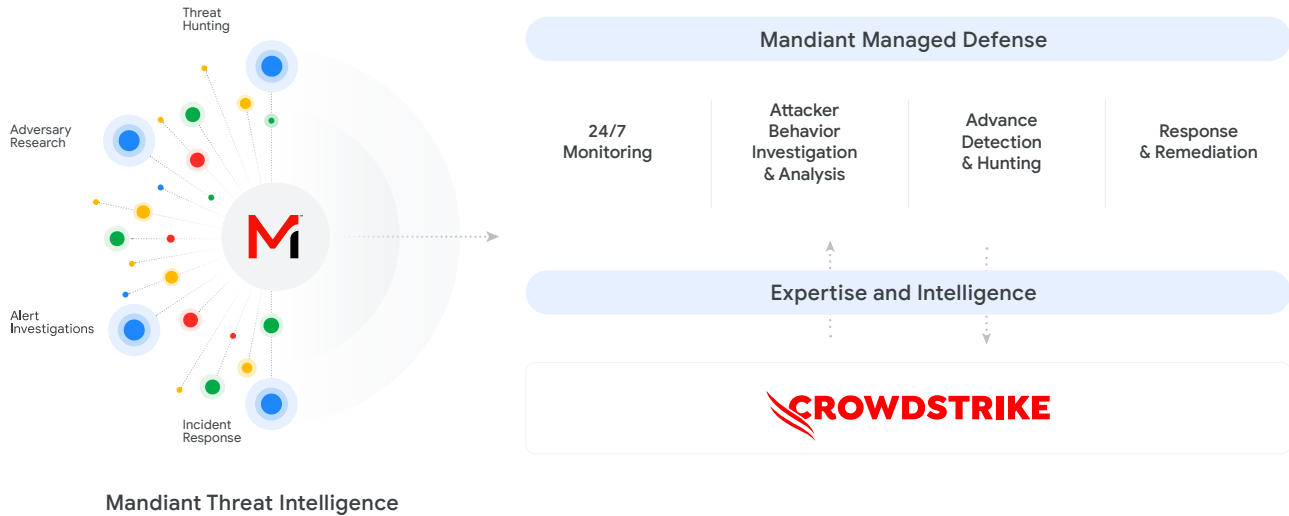 Threat
Hunting
Adversary
Research
Alert
Investigations
Incident
Response
Mandiant Threat Intelligence
Mandiant Managed Defense
24/7
Monitoring
Attacker
Behavior
Investigation
& Analysis
Advance
Detection
& Hunting
Response
& Remediation
Expertise and Intelligence
CROWDSTRIKE